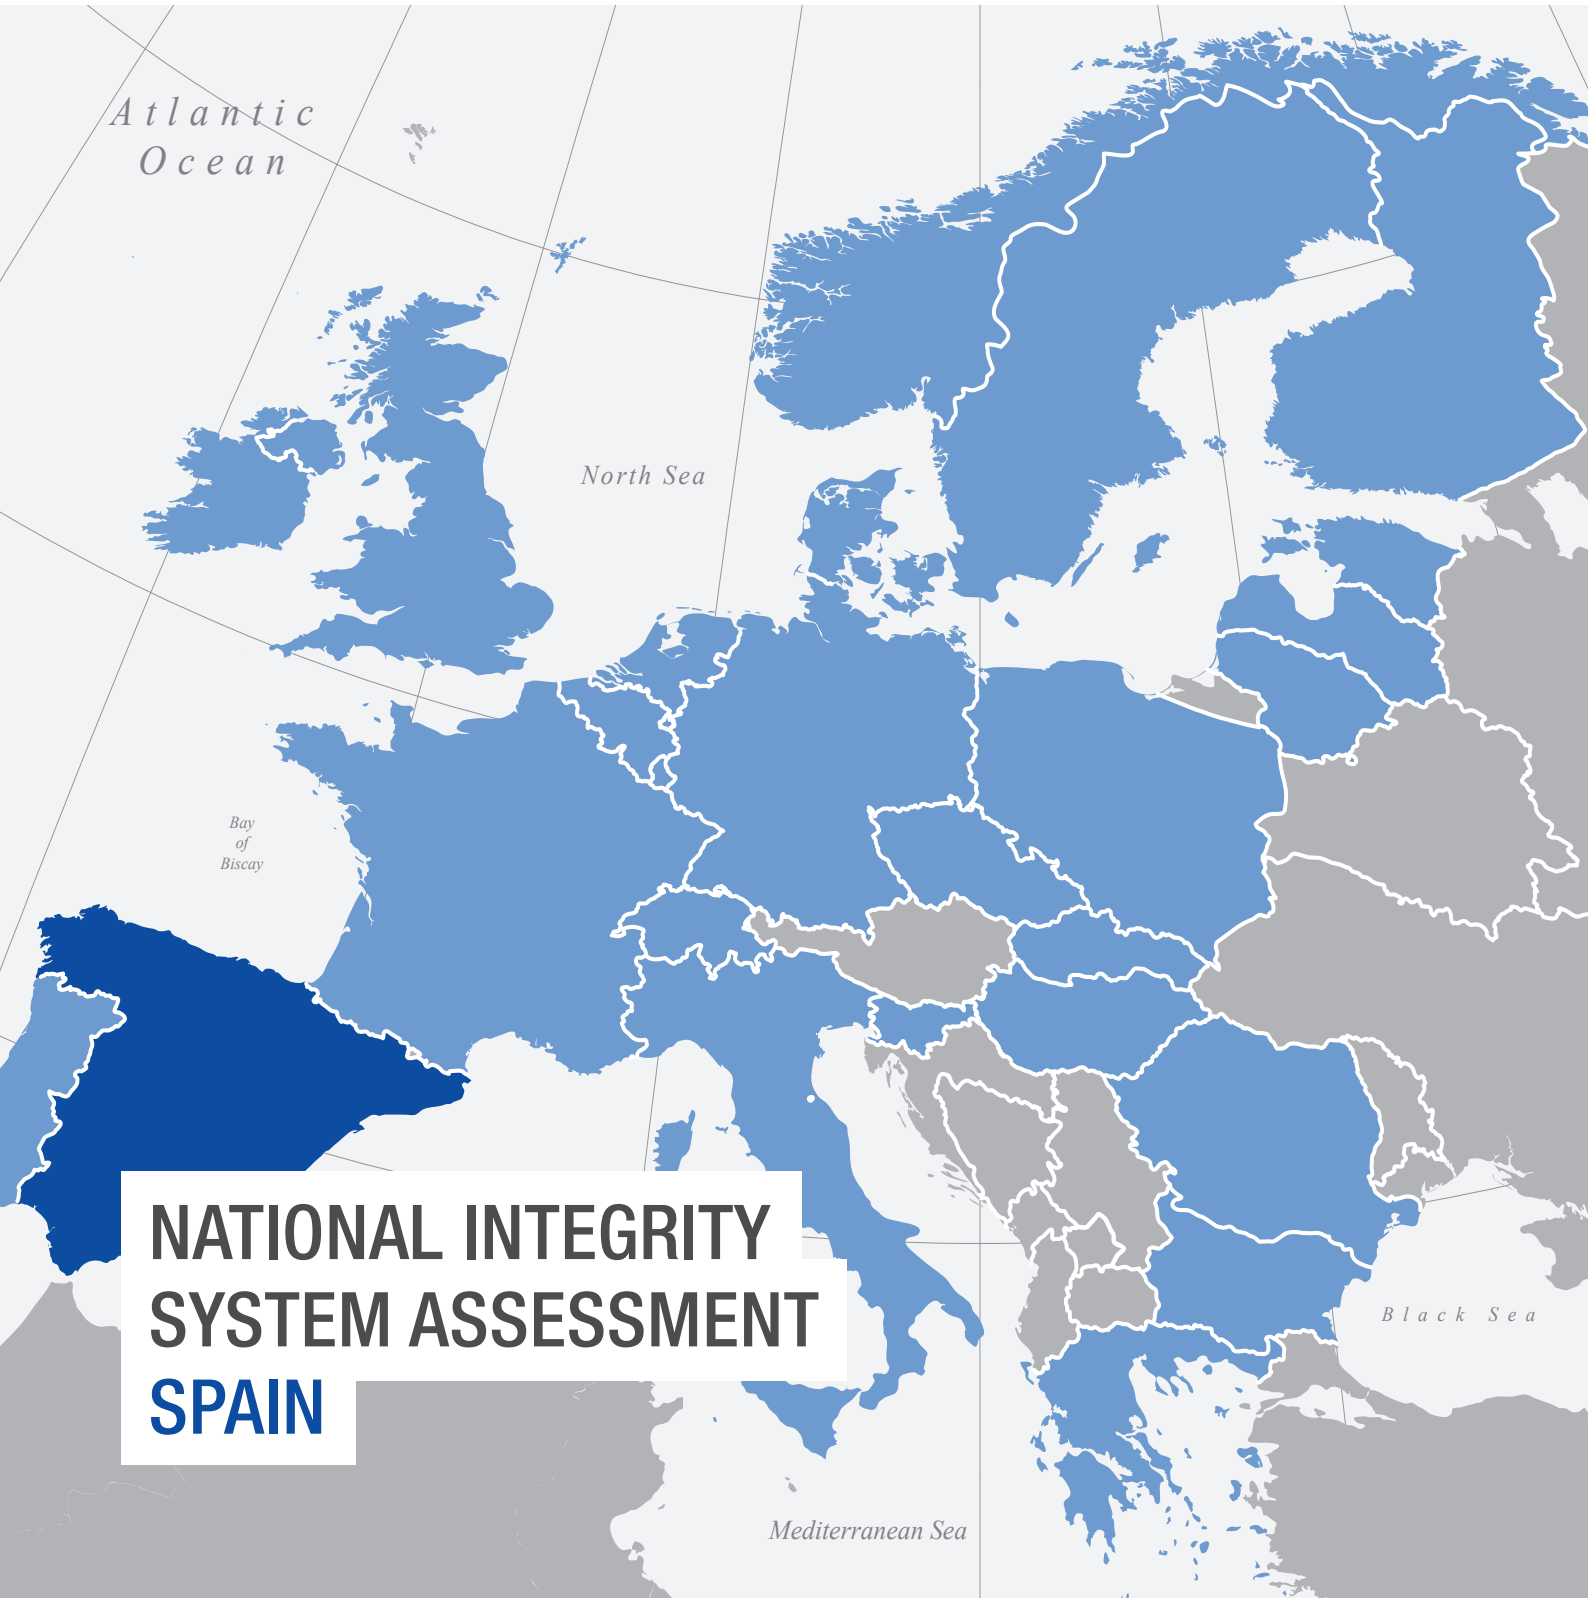 Atlantic
Ocean
North Sea
Bay
of
Biscay
NATIONAL INTEGRITY
SYSTEM ASSESSMENT
SPAIN
Black Sea
Mediterranean Sea